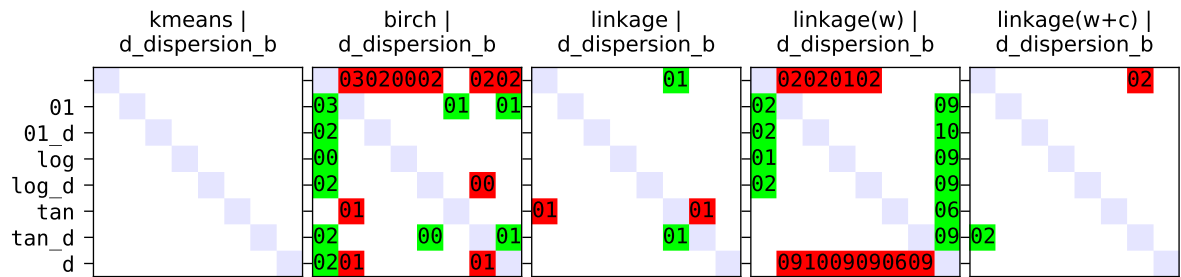 kmeans | birch | linkage | linkage(w) | linkage(w+c) |
d_dispersion_b d_dispersion_b d_dispersion_b d_dispersion_b d_dispersion_b
03020002 0202 01 02020102 02
01 03 01 01 02 09
01_d 02 02 10
log 00 01 09
log_d 02 00 02 09
tan 01 01 01 06
tan_d 02 00 01 01 09 02
d 02 01 01 091009090609